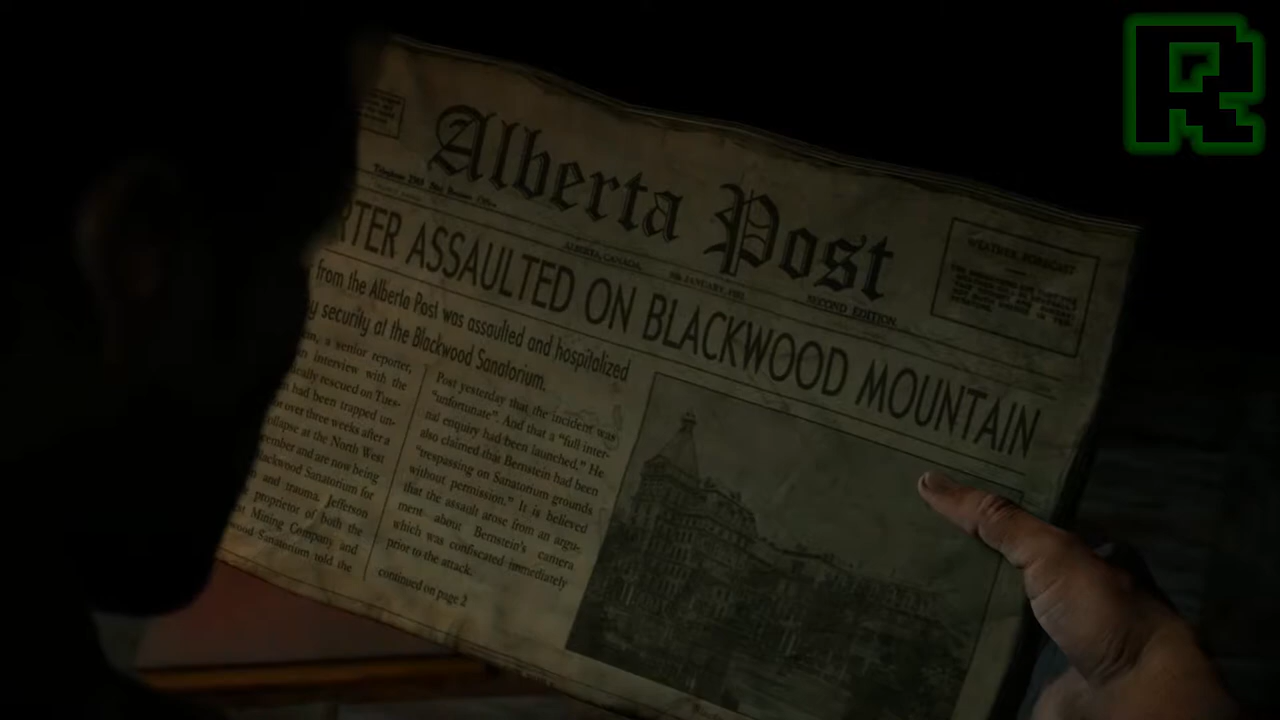 Alberta Post
WEATHER FORECAST
ALBERTA, CANADA,
SECOND EDITION
RTER ASSAULTED ON BLACKWOOD MOUNTAIN
from the Alberta Post was assaulted and hospitalized
y security at the Blackwood Sanatorium.
a senior reporter,
interview with the
ically rescued on Tues-
had been trapped un-
over three weeks after a
ollapse at the North West
vember and are now being
lackwood Sanatorium for
and trauma. Jefferson
proprietor of both the
st Mining Company and
wood Sanatorium told the
Post yesterday that the incident was
"unfortunate". And that a "full inter-
nal enquiry had been launched." He
also claimed that Bernstein had been
"trespassing on Sanatorium grounds
without permission." It is believed
that the assault arose from an argu-
ment about Bernstein's camera
which was confiscated immediately
prior to the attack.
continued on page 2
R